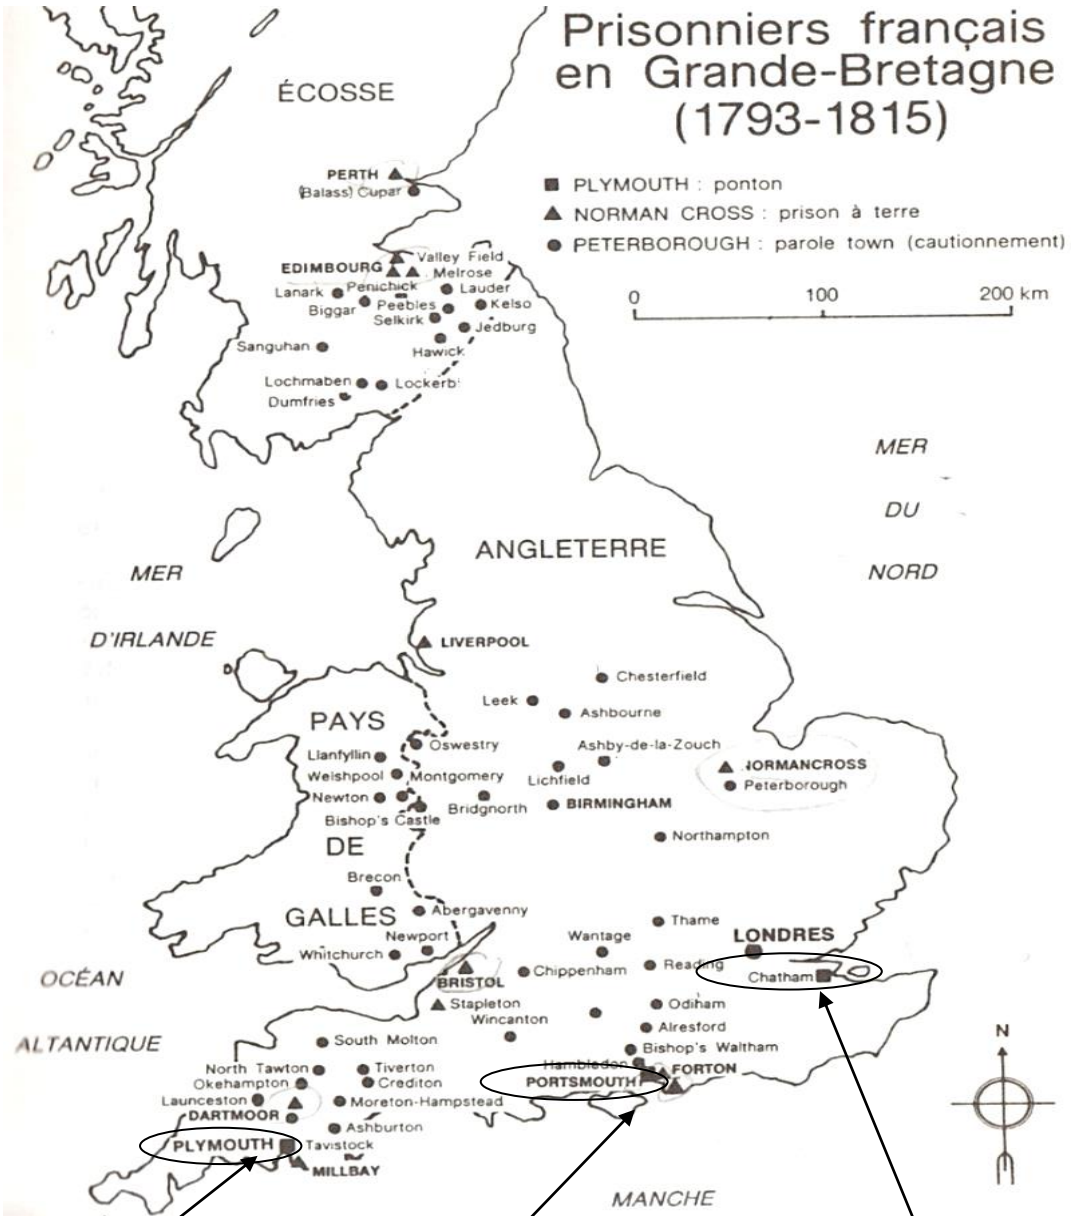 Prisonniers français
en Grande-Bretagne
(1793-1815)
PLYMOUTH : ponton
NORMAN CROSS : prison à terre
PETERBOROUGH : parole town (cautionnement)
0 100 200 km
ÉCOSSE
PERTH
(Balass) Cupar
Valley Field
EDIMBOURG
Melrose
Penichick
Lanark
Lauder
Biggar
Peebles
Kelso
Selkirk
Jedburg
Sanguhan
Hawick
Lochmaben
Lockerb
Dumfries
MER
DU
NORD
ANGLETERRE
MER
D'IRLANDE
LIVERPOOL
Chesterfield
Leek
Ashbourne
PAYS
Oswestry
Ashby-de-la-Zouch
Llanfyllin
Welshpool
Montgomery
Lichfield
NORMANCROSS
Peterborough
Newton
Bridgnorth
BIRMINGHAM
Bishop's Castle
Northampton
DE
Brecon
GALLES
Abergavenny
Thame
LONDRES
Newport
Wantage
Whitchurch
Chippenham
Reading
Chatham
OCÉAN
BRISTOL
Stapleton
Odiham
Wincanton
Alresford
ALTANTIQUE
South Molton
Bishop's Waltham
N
North Tawton
Tiverton
Hambledon
FORTON
Okehampton
Crediton
PORTSMOUTH
Launceston
Moreton-Hampstead
DARTMOOR
Ashburton
PLYMOUTH
Tavistock
MILLBAY
MANCHE